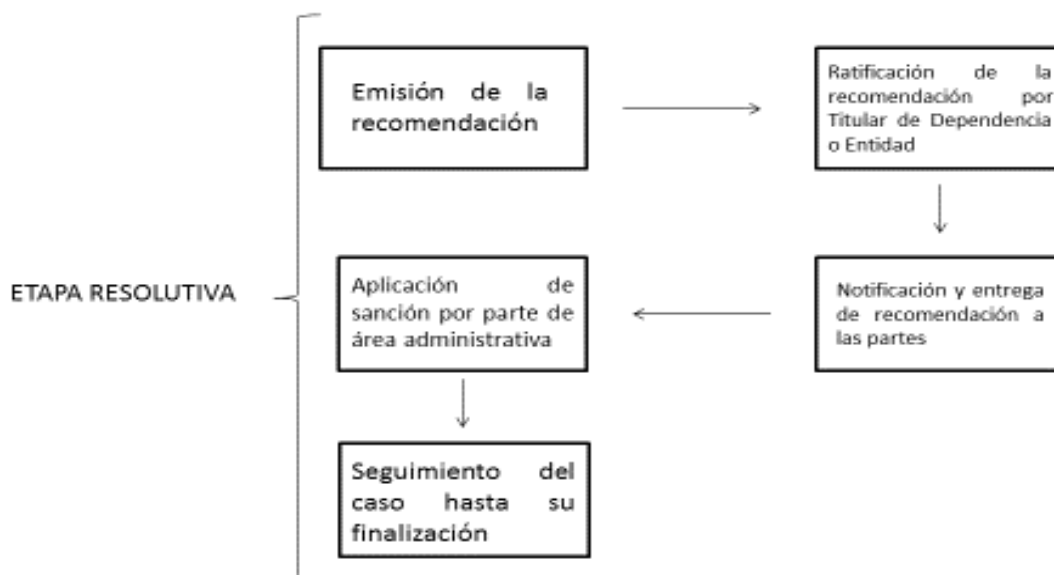 Emisión de la
recomendación
Ratificación de la
recomendación por
Titular de Dependencia
o Entidad
ETAPA RESOLUTIVA
Aplicación de
sanción por parte de
área administrativa
Notificación y entrega
de recomendación a
las partes
Seguimiento del
caso hasta su
finalización